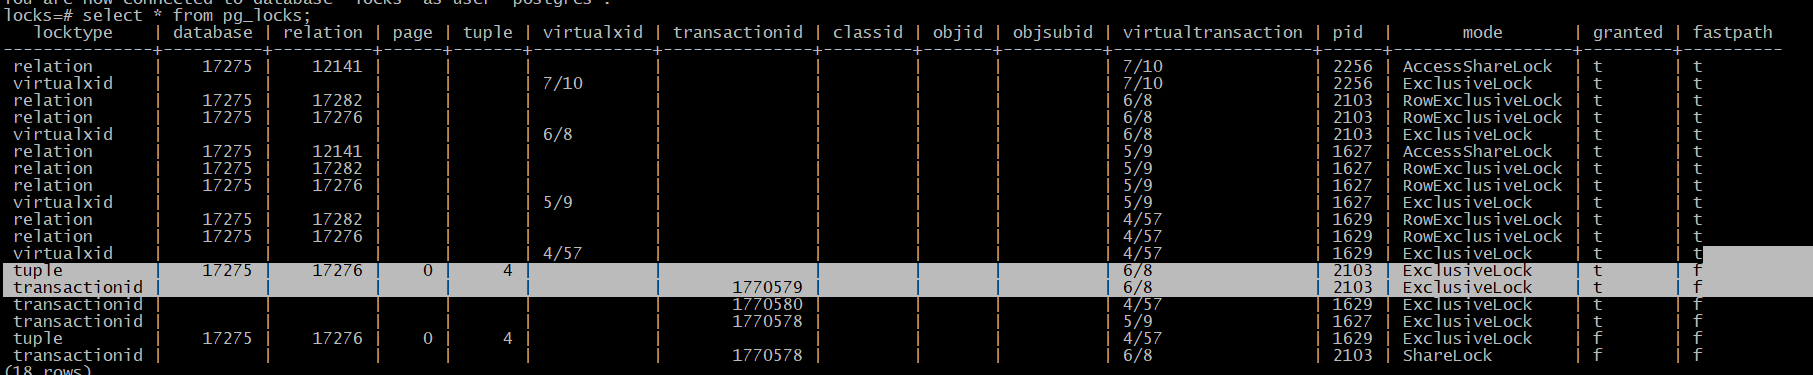 You are now connected to database "locks" as user "postgres".
locks=# select * from pg_locks;
locktype | database | relation | page | tuple | virtualxid | transactionid | classid | objid | objsubid | virtualtransaction | pid | mode | granted | fastpath
---------------+----------+----------+------+-------+------------+---------------+---------+-------+----------+--------------------+------+------------------+---------+----------
relation | 17275 | 12141 | | | | | | | | 7/10 | 2256 | AccessShareLock | t | t
virtualxid | | | | | 7/10 | | | | | 7/10 | 2256 | ExclusiveLock | t | t
relation | 17275 | 17282 | | | | | | | | 6/8 | 2103 | RowExclusiveLock | t | t
relation | 17275 | 17276 | | | | | | | | 6/8 | 2103 | RowExclusiveLock | t | t
virtualxid | | | | | 6/8 | | | | | 6/8 | 2103 | ExclusiveLock | t | t
relation | 17275 | 12141 | | | | | | | | 5/9 | 1627 | AccessShareLock | t | t
relation | 17275 | 17282 | | | | | | | | 5/9 | 1627 | RowExclusiveLock | t | t
relation | 17275 | 17276 | | | | | | | | 5/9 | 1627 | RowExclusiveLock | t | t
virtualxid | | | | | 5/9 | | | | | 5/9 | 1627 | ExclusiveLock | t | t
relation | 17275 | 17282 | | | | | | | | 4/57 | 1629 | RowExclusiveLock | t | t
relation | 17275 | 17276 | | | | | | | | 4/57 | 1629 | RowExclusiveLock | t | t
virtualxid | | | | | 4/57 | | | | | 4/57 | 1629 | ExclusiveLock | t | t
tuple | 17275 | 17276 | 0 | 4 | | | | | | 6/8 | 2103 | ExclusiveLock | t | f
transactionid | | | | | | 1770579 | | | | 6/8 | 2103 | ExclusiveLock | t | f
transactionid | | | | | | 1770580 | | | | 4/57 | 1629 | ExclusiveLock | t | f
transactionid | | | | | | 1770578 | | | | 5/9 | 1627 | ExclusiveLock | t | f
tuple | 17275 | 17276 | 0 | 4 | | | | | | 4/57 | 1629 | ExclusiveLock | f | f
transactionid | | | | | | 1770578 | | | | 6/8 | 2103 | ShareLock | f | f
(18 rows)